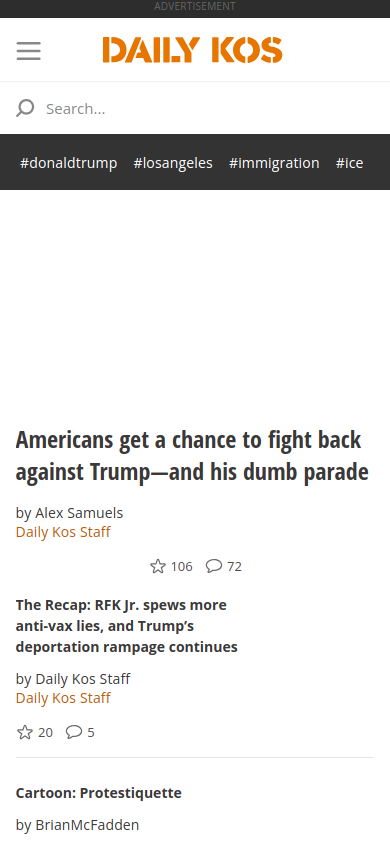 ADVERTISEMENT
DAILY KOS
Search...
#donaldtrump #losangeles #immigration #ice
Americans get a chance to fight back
against Trump—and his dumb parade
by Alex Samuels
Daily Kos Staff
106 72
The Recap: RFK Jr. spews more
anti-vax lies, and Trump’s
deportation rampage continues
by Daily Kos Staff
Daily Kos Staff
20 5
Cartoon: Protestiquette
by BrianMcFadden